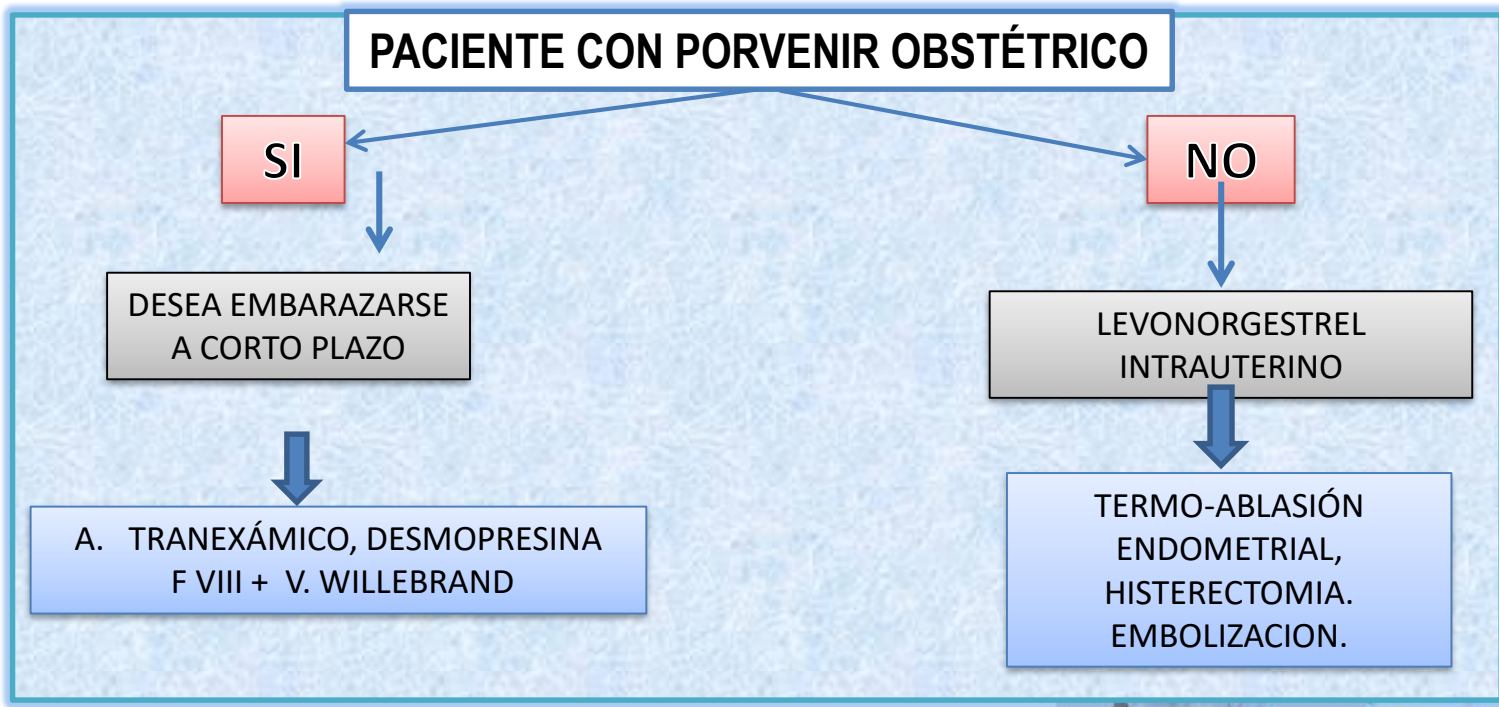 PACIENTE CON PORVENIR OBSTÉTRICO
SI
NO
DESEA EMBARAZARSE
A CORTO PLAZO
LEVONORGESTREL
INTRAUTERINO
A. TRANEXÁMICO, DESMOPRESINA
F VIII + V. WILLEBRAND
TERMO-ABLASIÓN
ENDOMETRIAL,
HISTERECTOMIA.
EMBOLIZACION.